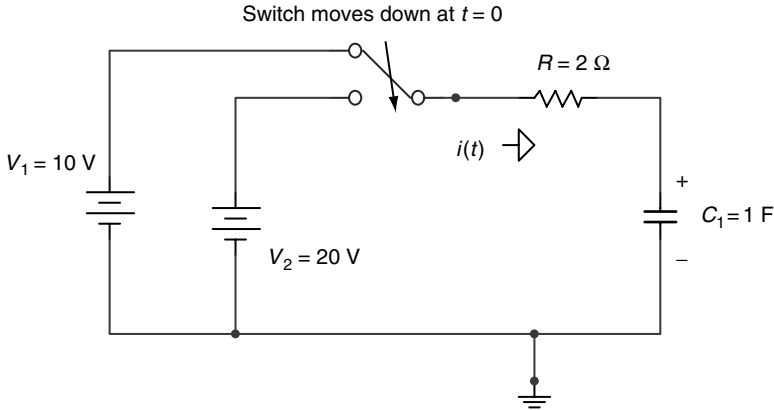 Switch moves down at t = 0
R = 2 Ω
i(t)
V₁ = 10 V
+
C₁ = 1 F
V₂ = 20 V
−